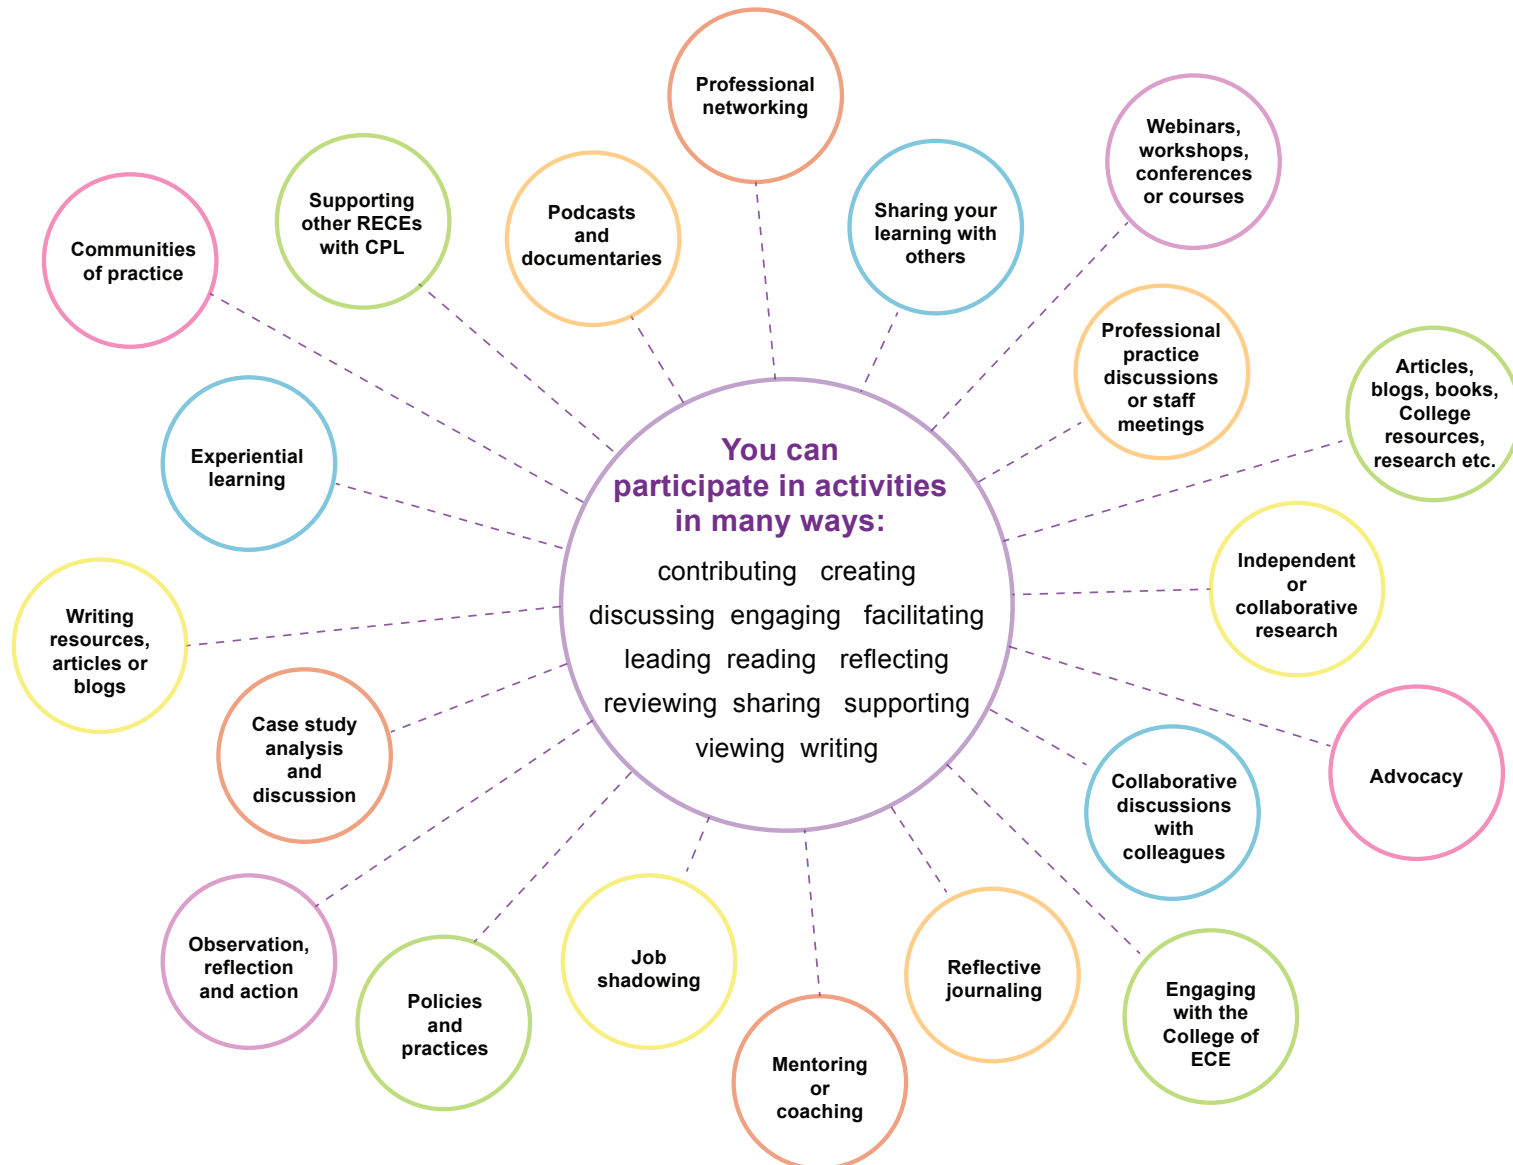 Professional
networking
Webinars,
workshops,
conferences
or courses
Supporting
other RECEs
with CPL
Podcasts
and
documentaries
Sharing your
learning with
others
Communities
of practice
Professional
practice
discussions
or staff
meetings
Articles,
blogs, books,
College
resources,
research etc.
Experiential
learning
You can
participate in activities
in many ways:
contributing creating
discussing engaging facilitating
leading reading reflecting
reviewing sharing supporting
viewing writing
Independent
or
collaborative
research
Writing
resources,
articles or
blogs
Case study
analysis
and
discussion
Advocacy
Collaborative
discussions
with
colleagues
Observation,
reflection
and action
Policies
and
practices
Job
shadowing
Mentoring
or
coaching
Reflective
journaling
Engaging
with the
College of
ECE